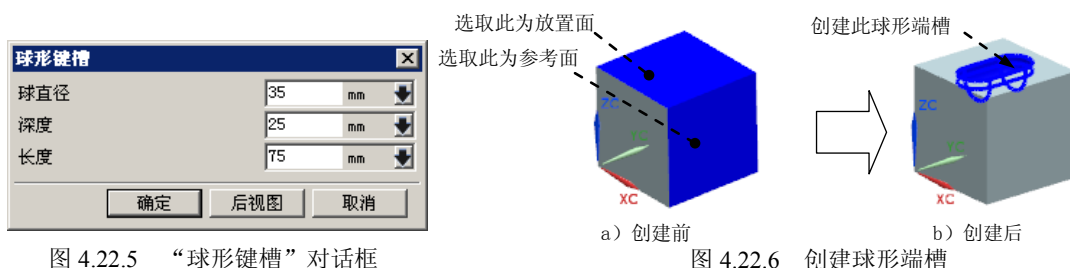 球形键槽
球直径 35 mm
深度 25 mm
长度 75 mm
确定 后视图 取消
图 4.22.5 “球形键槽”对话框
选取此为放置面
选取此为参考面
ZC
YC
XC
a）创建前
创建此球形端槽
ZC
YC
XC
b）创建后
图 4.22.6 创建球形端槽